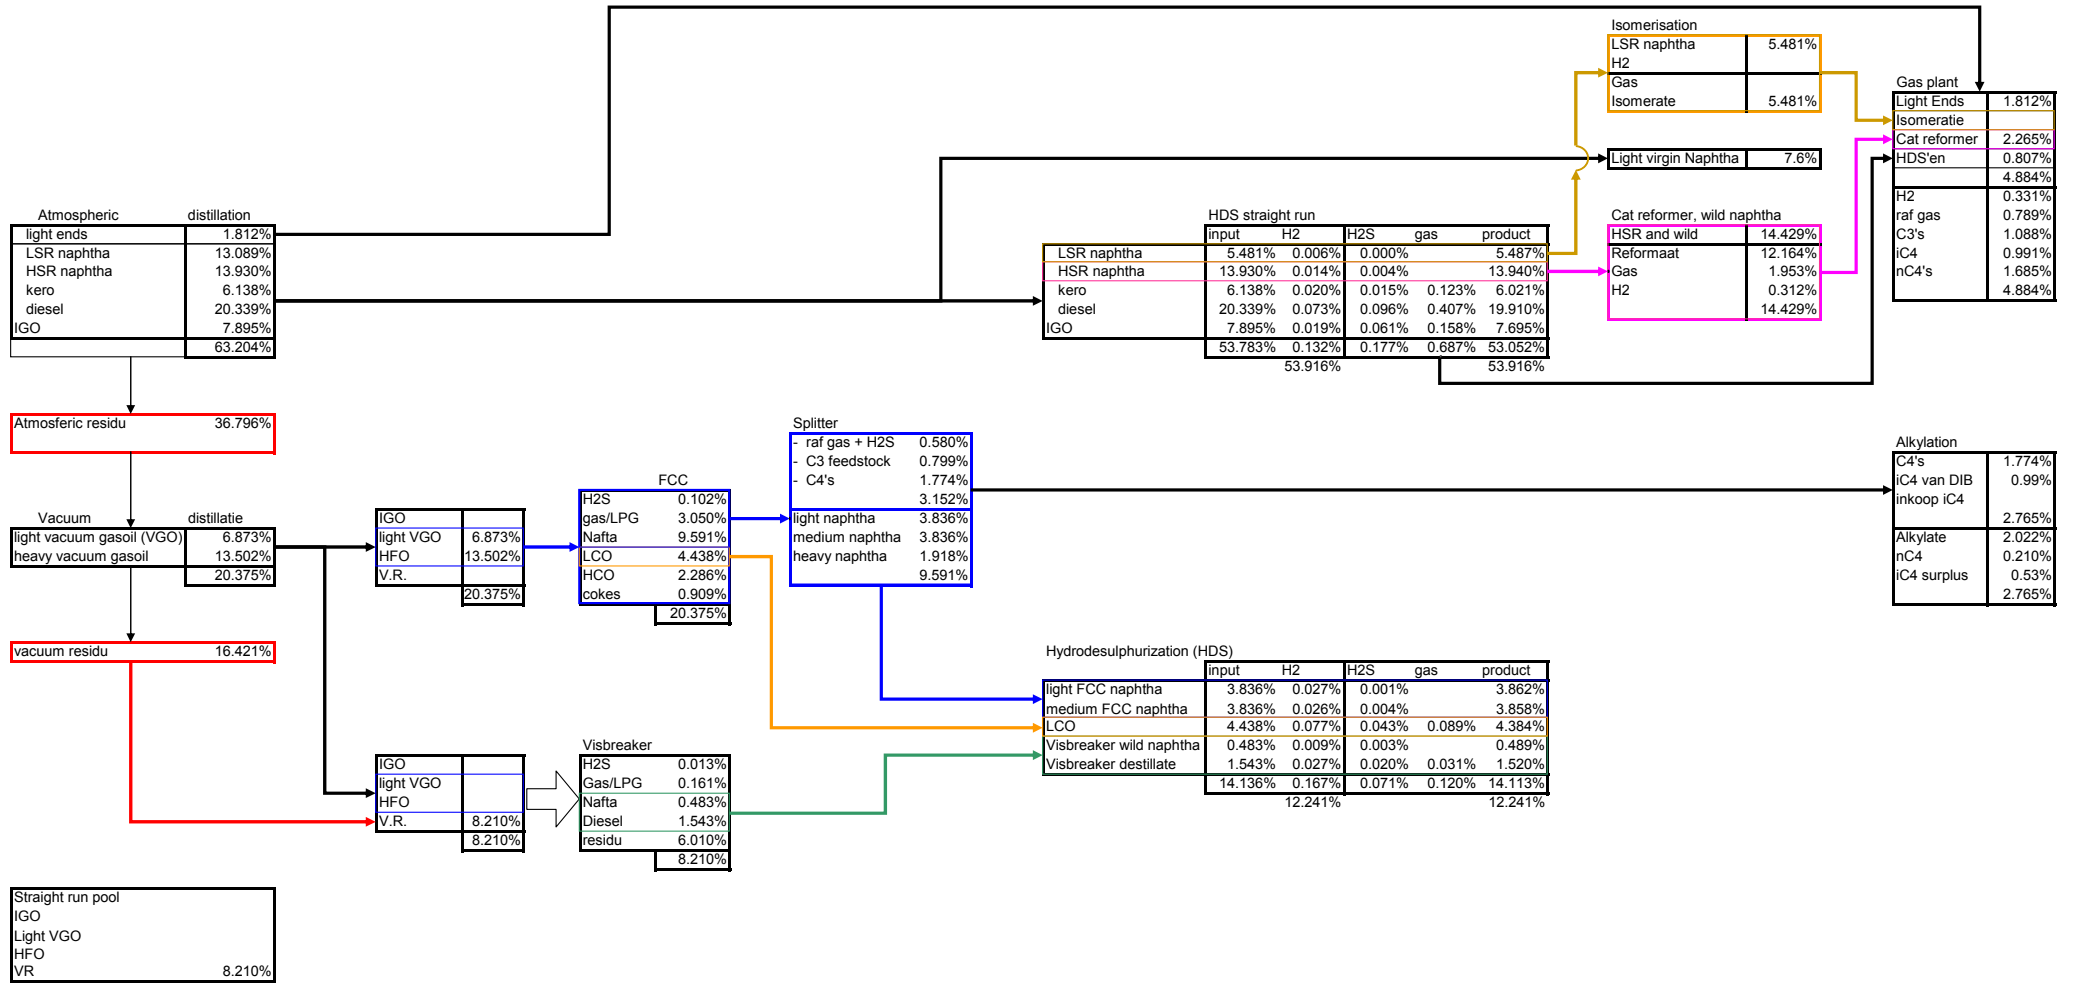 Isomerisation
LSR naphtha 5.481%
H2
Gas
Isomerate 5.481%
Gas plant
Light Ends 1.812%
Isomeratie
Cat reformer 2.265%
HDS'en 0.807%
4.884%
H2 0.331%
raf gas 0.789%
C3's 1.088%
iC4 0.991%
nC4's 1.685%
4.884%
Light virgin Naphtha 7.6%
Atmospheric distillation
light ends 1.812%
LSR naphtha 13.089%
HSR naphtha 13.930%
kero 6.138%
diesel 20.339%
IGO 7.895%
63.204%
HDS straight run
input H2 H2S gas product
LSR naphtha 5.481% 0.006% 0.000% 5.487%
HSR naphtha 13.930% 0.014% 0.004% 13.940%
kero 6.138% 0.020% 0.015% 0.123% 6.021%
diesel 20.339% 0.073% 0.096% 0.407% 19.910%
IGO 7.895% 0.019% 0.061% 0.158% 7.695%
53.783% 0.132% 0.177% 0.687% 53.052%
53.916% 53.916%
Cat reformer, wild naphtha
HSR and wild 14.429%
Reformaat 12.164%
Gas 1.953%
H2 0.312%
14.429%
Atmosferic residu 36.796%
Splitter
- raf gas + H2S 0.580%
- C3 feedstock 0.799%
- C4's 1.774%
3.152%
light naphtha 3.836%
medium naphtha 3.836%
heavy naphtha 1.918%
9.591%
Alkylation
C4's 1.774%
iC4 van DIB 0.99%
inkoop iC4
2.765%
Alkylate 2.022%
nC4 0.210%
iC4 surplus 0.53%
2.765%
Vacuum distillatie
light vacuum gasoil (VGO) 6.873%
heavy vacuum gasoil 13.502%
20.375%
IGO
light VGO 6.873%
HFO 13.502%
V.R.
20.375%
FCC
H2S 0.102%
gas/LPG 3.050%
Nafta 9.591%
LCO 4.438%
HCO 2.286%
cokes 0.909%
20.375%
vacuum residu 16.421%
Hydrodesulphurization (HDS)
input H2 H2S gas product
light FCC naphtha 3.836% 0.027% 0.001% 3.862%
medium FCC naphtha 3.836% 0.026% 0.004% 3.858%
LCO 4.438% 0.077% 0.043% 0.089% 4.384%
Visbreaker wild naphtha 0.483% 0.009% 0.003% 0.489%
Visbreaker destillate 1.543% 0.027% 0.020% 0.031% 1.520%
14.136% 0.167% 0.071% 0.120% 14.113%
12.241% 12.241%
IGO
light VGO
HFO
V.R. 8.210%
8.210%
Visbreaker
H2S 0.013%
Gas/LPG 0.161%
Nafta 0.483%
Diesel 1.543%
residu 6.010%
8.210%
Straight run pool
IGO
Light VGO
HFO
VR 8.210%